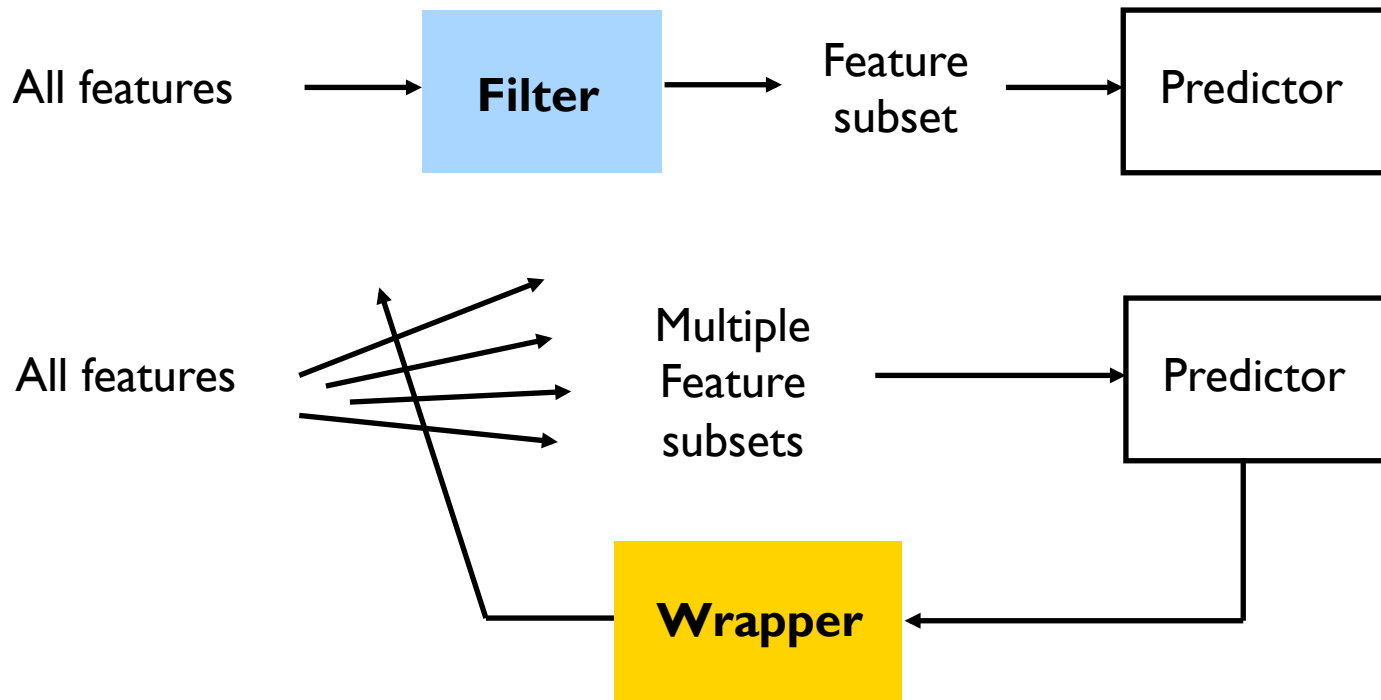 All features
Filter
Feature
subset
Predictor
All features
Multiple
Feature
subsets
Predictor
Wrapper